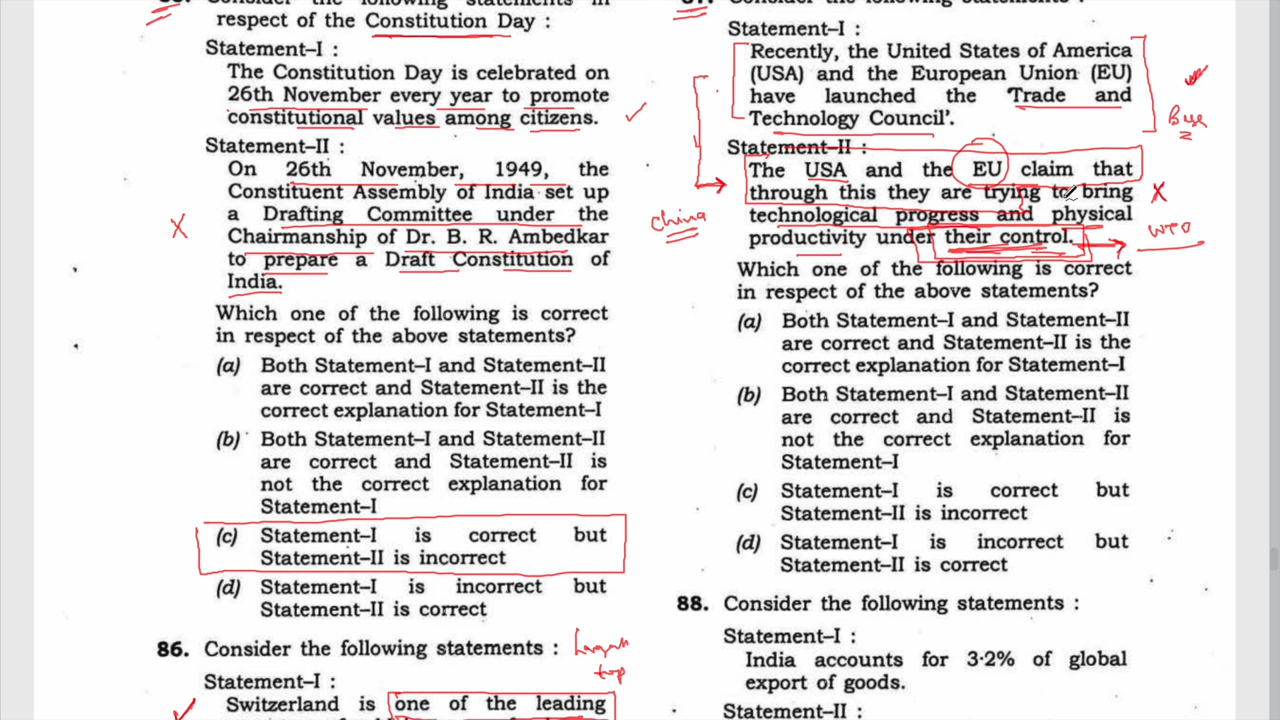 Consider the following statements in
respect of the Constitution Day :
Statement–I :
The Constitution Day is celebrated on
26th November every year to promote
constitutional values among citizens.
Statement–II :
On 26th November, 1949, the
Constituent Assembly of India set up
a Drafting Committee under the
Chairmanship of Dr. B. R. Ambedkar
to prepare a Draft Constitution of
India.
Which one of the following is correct
in respect of the above statements?
(a) Both Statement–I and Statement–II
are correct and Statement–II is the
correct explanation for Statement–I
(b) Both Statement–I and Statement–II
are correct and Statement–II is
not the correct explanation for
Statement–I
(c) Statement–I is correct but
Statement–II is incorrect
(d) Statement–I is incorrect but
Statement–II is correct
86. Consider the following statements :
top
Statement–I :
Switzerland is one of the leading
87. Consider the following statements :
Statement–I :
Recently, the United States of America
(USA) and the European Union (EU)
have launched the 'Trade and
Technology Council'.
Statement–II :
The USA and the EU claim that
through this they are trying to bring
technological progress and physical
productivity under their control.
China
WTO
Which one of the following is correct
in respect of the above statements?
(a) Both Statement–I and Statement–II
are correct and Statement–II is the
correct explanation for Statement–I
(b) Both Statement–I and Statement–II
are correct and Statement–II is
not the correct explanation for
Statement–I
(c) Statement–I is correct but
Statement–II is incorrect
(d) Statement–I is incorrect but
Statement–II is correct
88. Consider the following statements :
Statement–I :
India accounts for 3·2% of global
export of goods.
Statement–II :